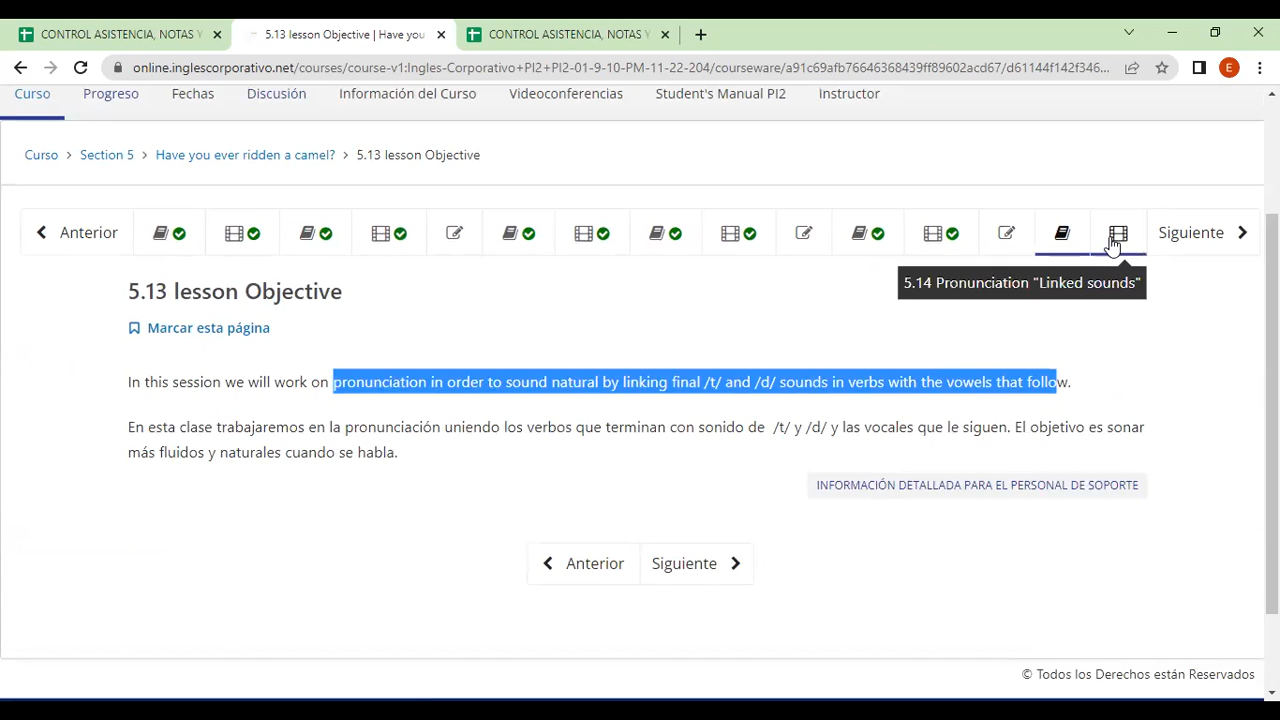 CONTROL ASISTENCIA, NOTAS Y
5.13 lesson Objective | Have you
CONTROL ASISTENCIA, NOTAS Y
online.inglescorporativo.net/courses/course-v1:Ingles-Corporativo+PI2+PI2-01-9-10-PM-11-22-204/courseware/a91c69afb76646368439ff89602acd67/d61144f142f346...
E
Curso
Progreso
Fechas
Discusión
Información del Curso
Videoconferencias
Student's Manual PI2
Instructor
Curso > Section 5 > Have you ever ridden a camel? > 5.13 lesson Objective
Anterior
Siguiente
5.14 Pronunciation "Linked sounds"
5.13 lesson Objective
Marcar esta página
In this session we will work on pronunciation in order to sound natural by linking final /t/ and /d/ sounds in verbs with the vowels that follow.
En esta clase trabajaremos en la pronunciación uniendo los verbos que terminan con sonido de /t/ y /d/ y las vocales que le siguen. El objetivo es sonar
más fluidos y naturales cuando se habla.
INFORMACIÓN DETALLADA PARA EL PERSONAL DE SOPORTE
Anterior
Siguiente
© Todos los Derechos están Reservados